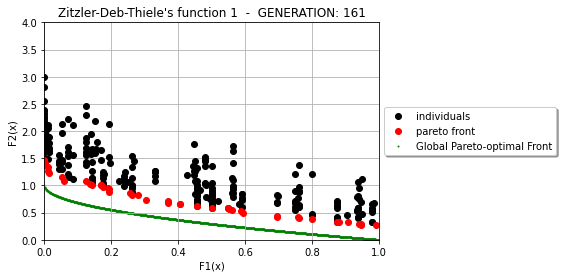 Zitzler-Deb-Thiele's function 1 - GENERATION: 161
4.0
3.5
3.0
2.5
2.0
1.5
1.0
0.5
0.0
F2(x)
0.0 0.2 0.4 0.6 0.8 1.0
F1(x)
individuals
pareto front
Global Pareto-optimal Front